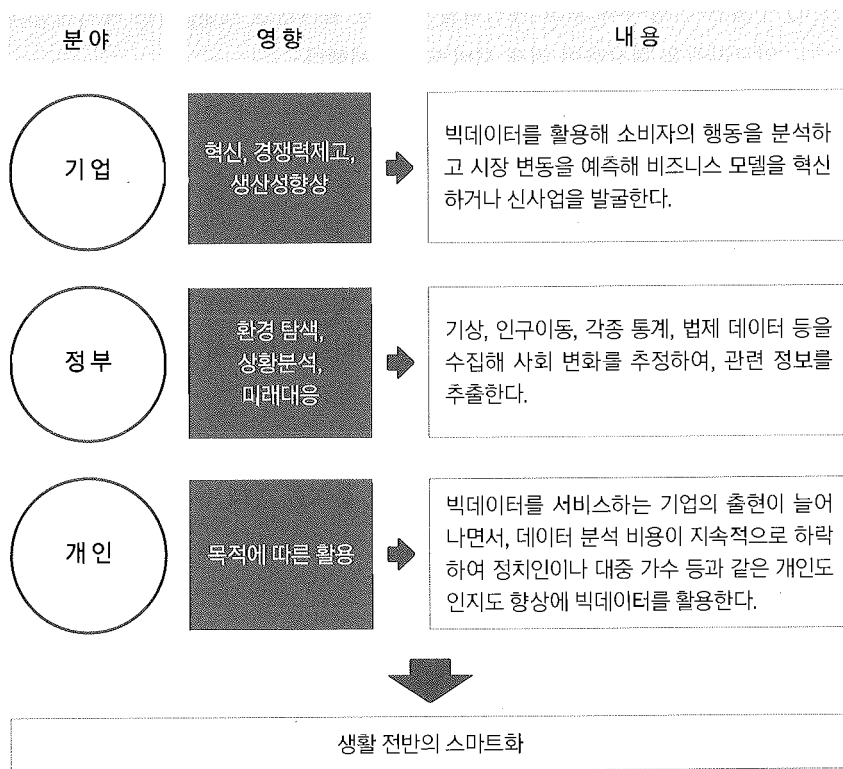 분야 영향 내용
기업
혁신, 경쟁력제고,
생산성향상
빅데이터를 활용해 소비자의 행동을 분석하
고 시장 변동을 예측해 비즈니스 모델을 혁신
하거나 신사업을 발굴한다.
정부
환경 탐색,
상황분석,
미래대응
기상, 인구이동, 각종 통계, 법제 데이터 등을
수집해 사회 변화를 추정하여, 관련 정보를
추출한다.
개인
목적에 따른 활용
빅데이터를 서비스하는 기업의 출현이 늘어
나면서, 데이터 분석 비용이 지속적으로 하락
하여 정치인이나 대중 가수 등과 같은 개인도
인지도 향상에 빅데이터를 활용한다.
생활 전반의 스마트화